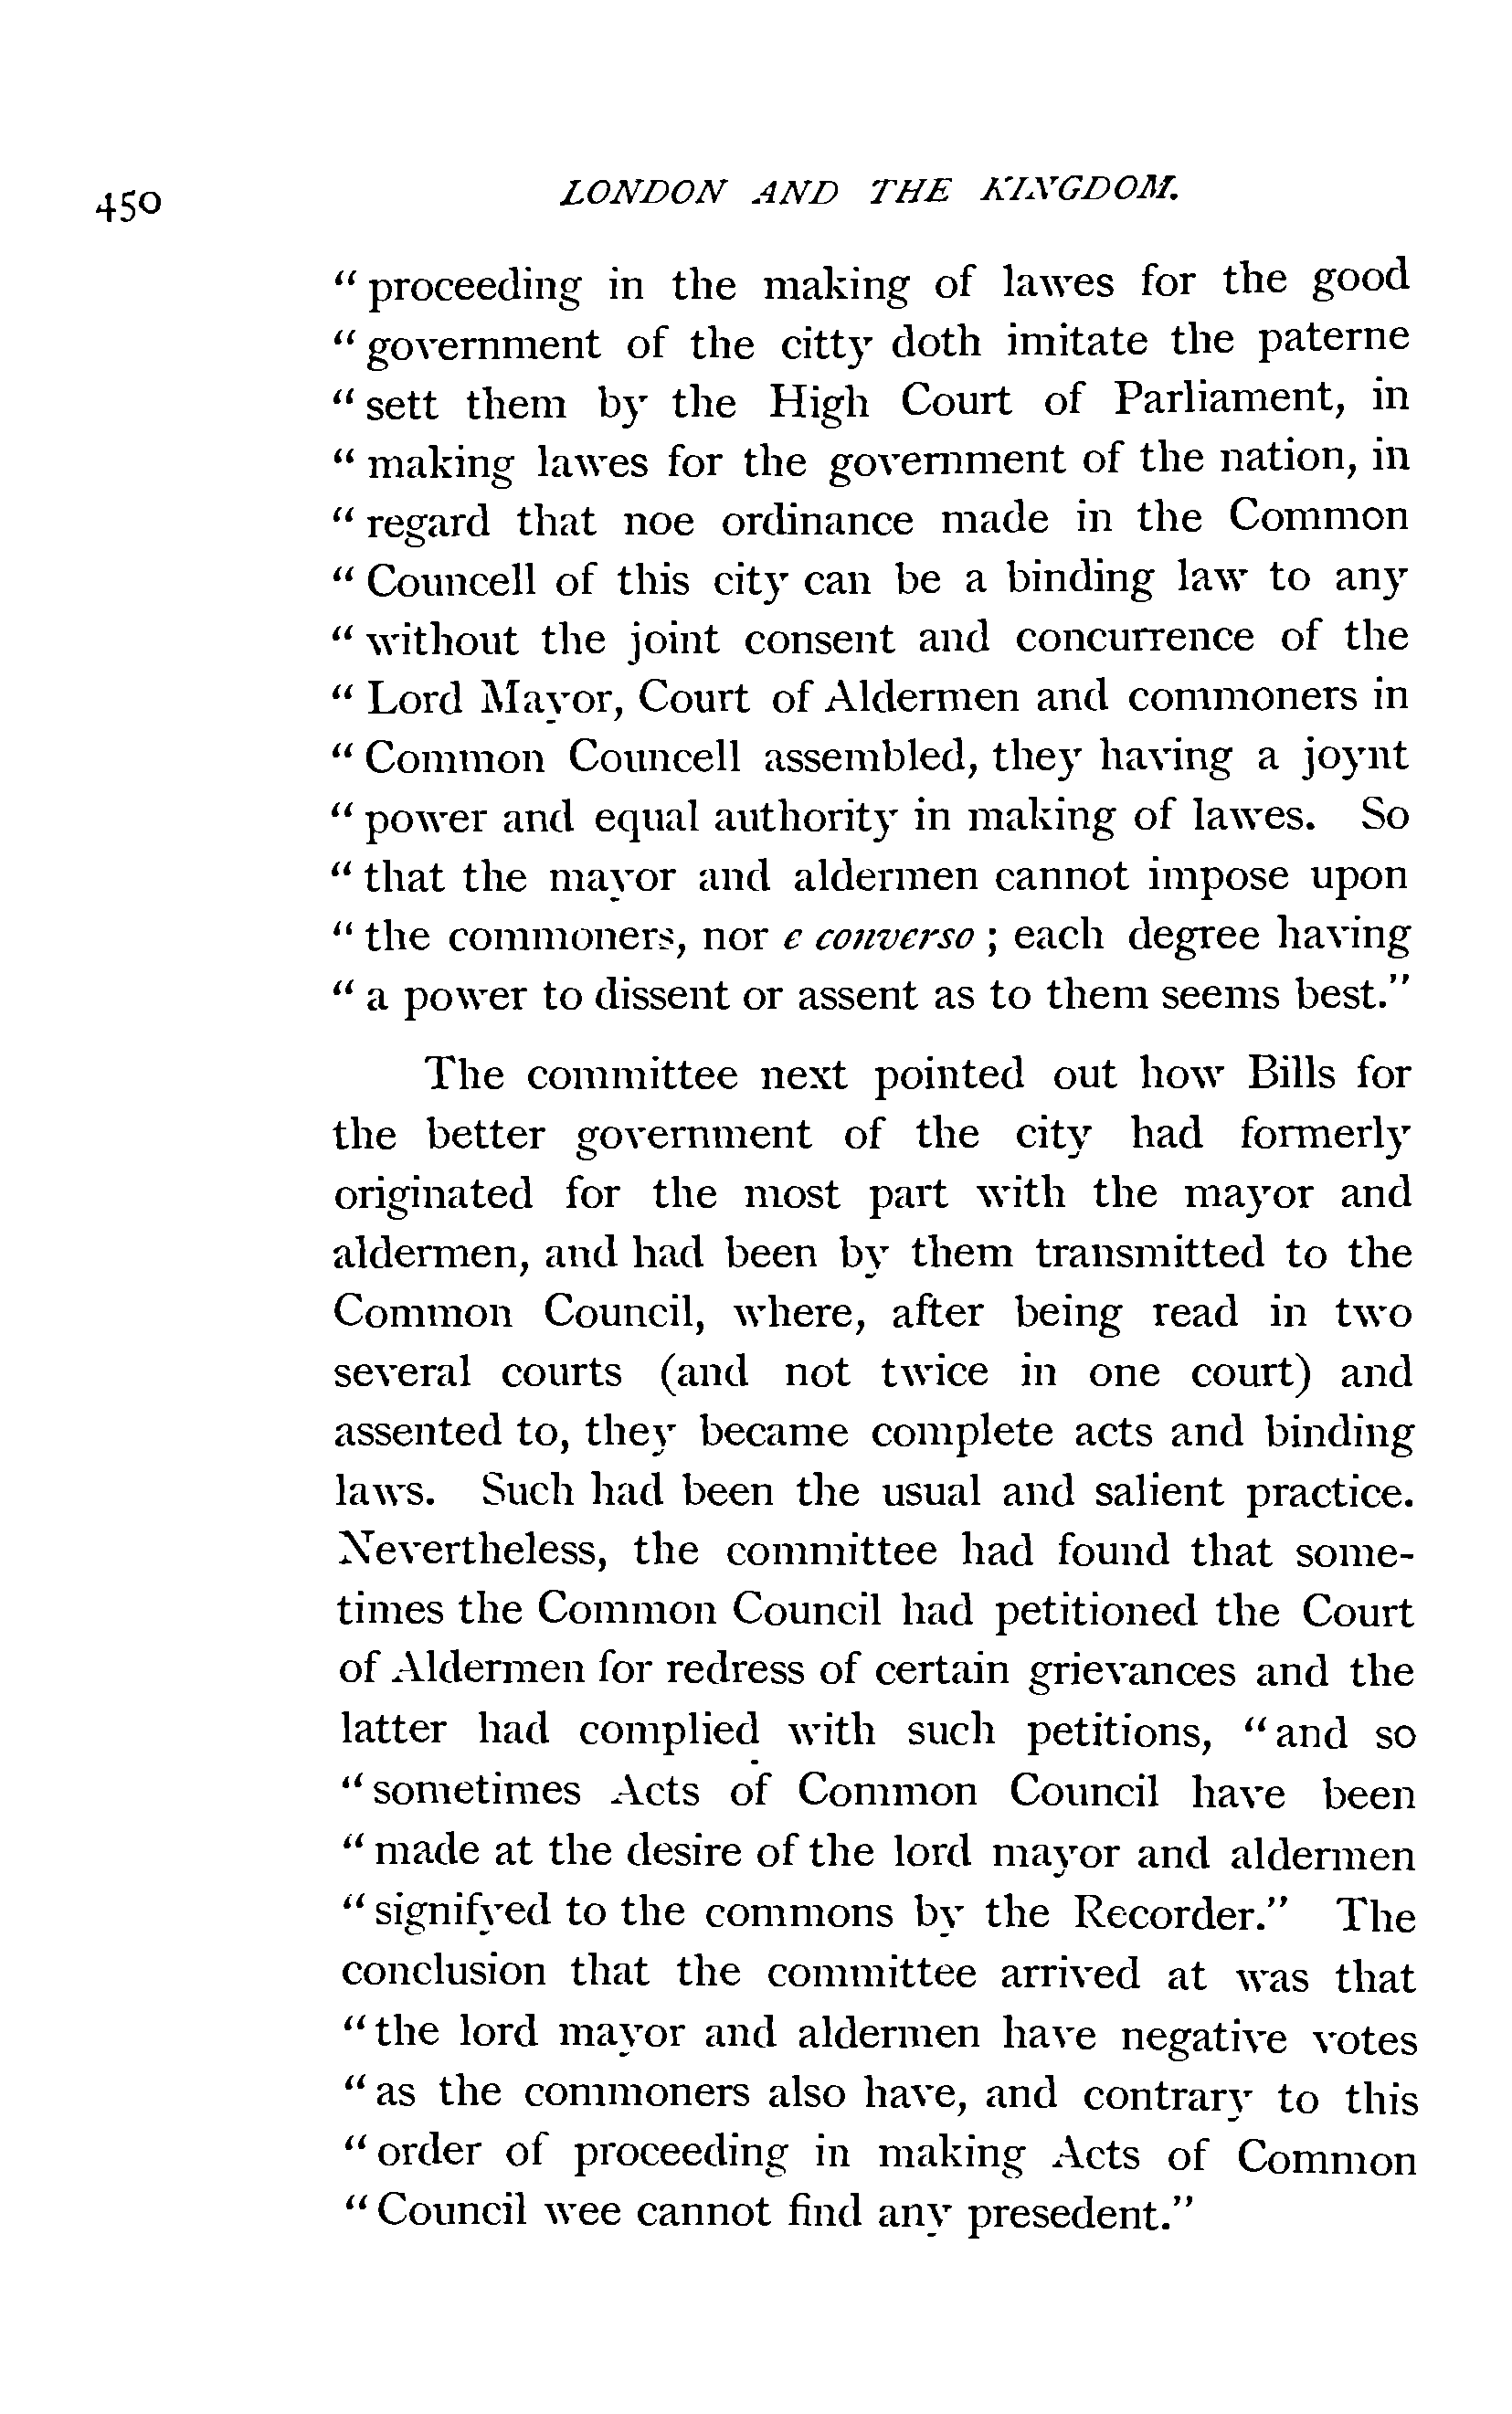 450
LONDON AND THE KINGDOM.
“ proceeding in the making of lawes for the good
“ government of the citty doth imitate the paterne
“ sett them by the High Court of Parliament, in
“ making lawes for the government of the nation, in
“ regard that noe ordinance made in the Common
“ Councell of this city can be a binding law to any
“ without the joint consent and concurrence of the
“ Lord Mayor, Court of Aldermen and commoners in
“ Common Councell assembled, they having a joynt
“ power and equal authority in making of lawes. So
“ that the mayor and aldermen cannot impose upon
“ the commoners, nor e converso ; each degree having
“ a power to dissent or assent as to them seems best.”
The committee next pointed out how Bills for
the better government of the city had formerly
originated for the most part with the mayor and
aldermen, and had been by them transmitted to the
Common Council, where, after being read in two
several courts (and not twice in one court) and
assented to, they became complete acts and binding
laws. Such had been the usual and salient practice.
Nevertheless, the committee had found that some-
times the Common Council had petitioned the Court
of Aldermen for redress of certain grievances and the
latter had complied with such petitions, “ and so
“ sometimes Acts of Common Council have been
“ made at the desire of the lord mayor and aldermen
“ signifyed to the commons by the Recorder.” The
conclusion that the committee arrived at was that
“ the lord mayor and aldermen have negative votes
“ as the commoners also have, and contrary to this
“ order of proceeding in making Acts of Common
“ Council wee cannot find any presedent.”